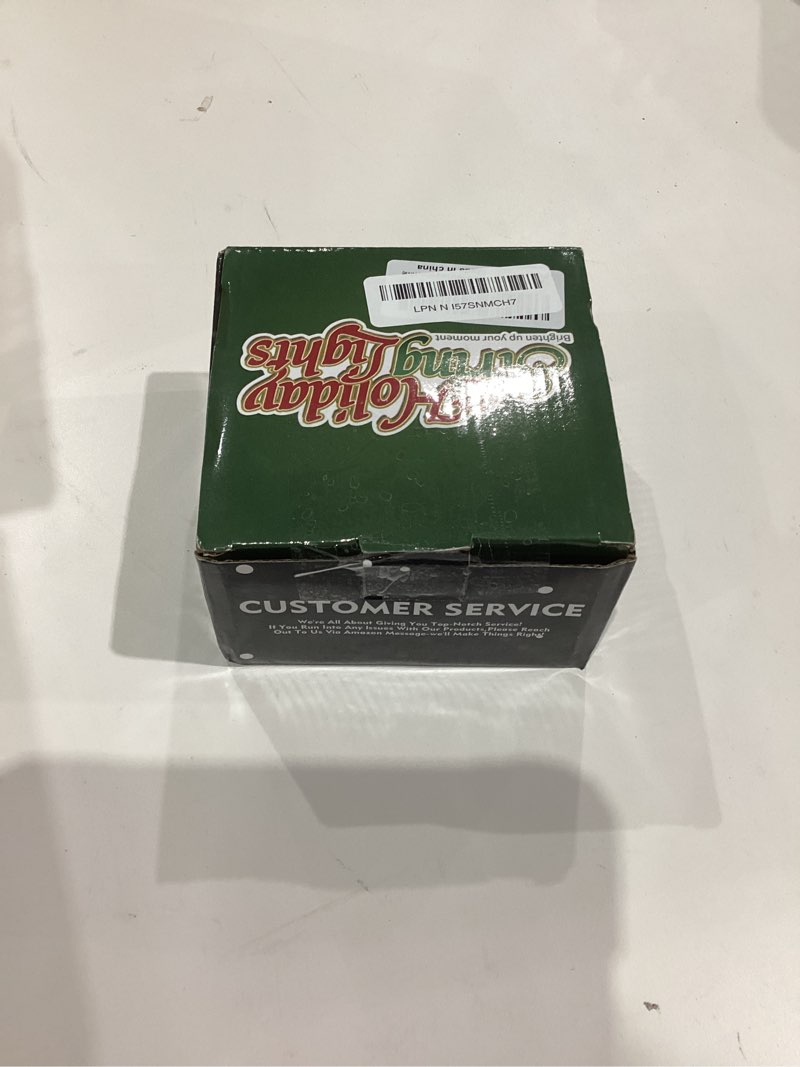 in china
LPN N I57SNMCH7
Holiday
String Lights
Brighten up your moment
CUSTOMER SERVICE
We're All About Giving You Top-Notch Service!
If You Run Into Any Issues With Our Products,Please Reach
Out To Us Via Amazon Message-we'll Make Things Right!